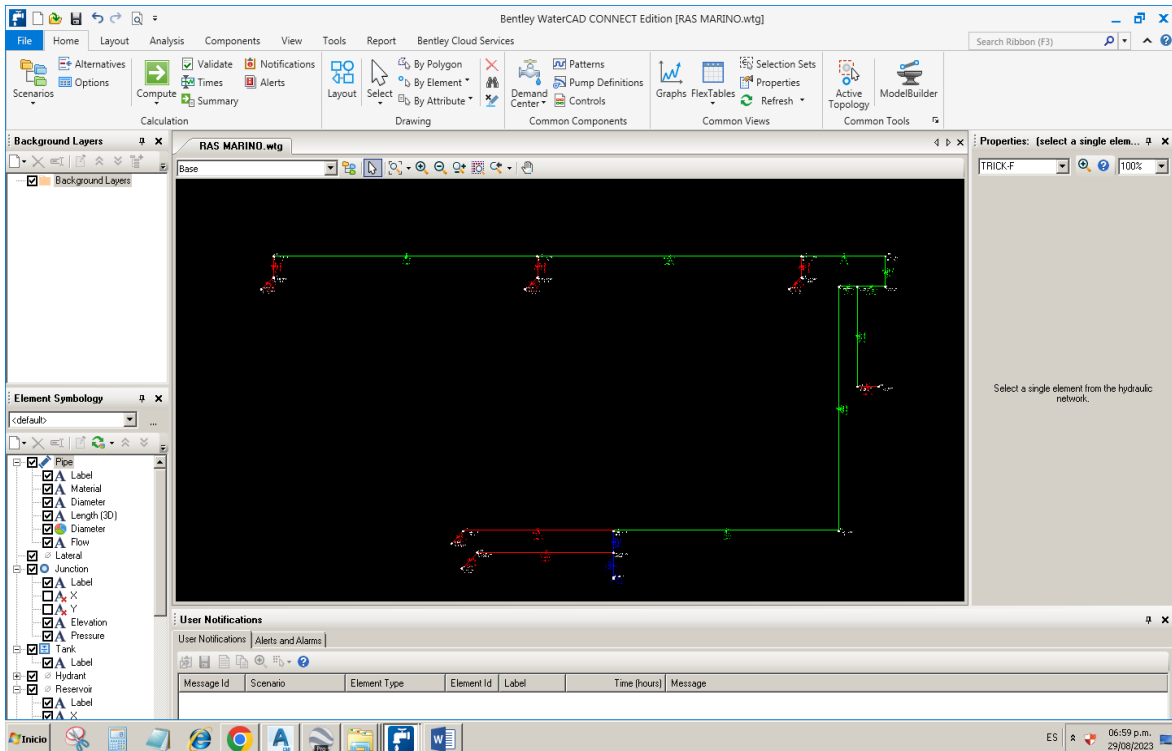 Bentley WaterCAD CONNECT Edition [RAS MARINO.wtg]
File Home Layout Analysis Components View Tools Report Bentley Cloud Services
Search Ribbon (F3)
Scenarios
Alternatives
Options
Compute
Validate
Times
Summary
Notifications
Alerts
Calculation
Layout
Select
By Polygon
By Element
By Attribute
Drawing
Demand Center
Patterns
Pump Definitions
Controls
Common Components
Graphs
FlexTables
Selection Sets
Properties
Refresh
Common Views
Active Topology
ModelBuilder
Common Tools
Background Layers
Background Layers
RAS MARINO.wtg
Base
Properties: (select a single elem...
TRICK-F
100%
Select a single element from the hydraulic
network.
Element Symbology
<default>
...
Pipe
Label
Material
Diameter
Length (3D)
Diameter
Flow
Lateral
Junction
Label
X
Y
Elevation
Pressure
Tank
Label
Hydrant
Reservoir
Label
X
User Notifications
User Notifications Alerts and Alarms
Message Id Scenario Element Type Element Id Label Time (hours) Message
Inicio
ES
06:59 p.m.
29/08/2023